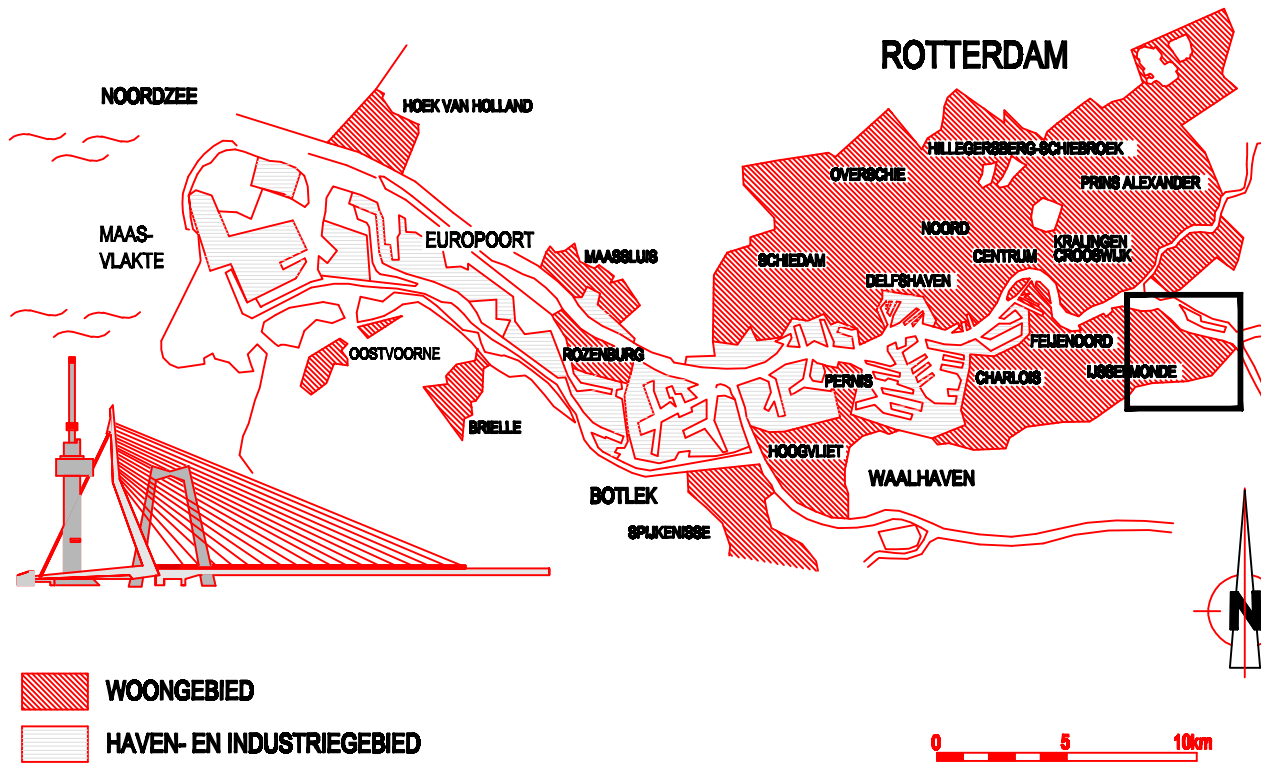 ROTTERDAM
NOORDZEE
HOEK VAN HOLLAND
HILLEGERSBERG-SCHIEBROEK
OVERSCHIE
PRINS ALEXANDER
MAAS-
VLAKTE
EUROPOORT
NOORD
KRALINGEN
CROOSWIJK
MAASSLUIS
SCHIEDAM
CENTRUM
DELFSHAVEN
OOSTVOORNE
ROZENBURG
FEIJENOORD
PERNIS
CHARLOIS
IJSSELMONDE
BRIELLE
HOOGVLIET
WAALHAVEN
BOTLEK
SPIJKENISSE
N
WOONGEBIED
HAVEN- EN INDUSTRIEGEBIED
0 5 10km